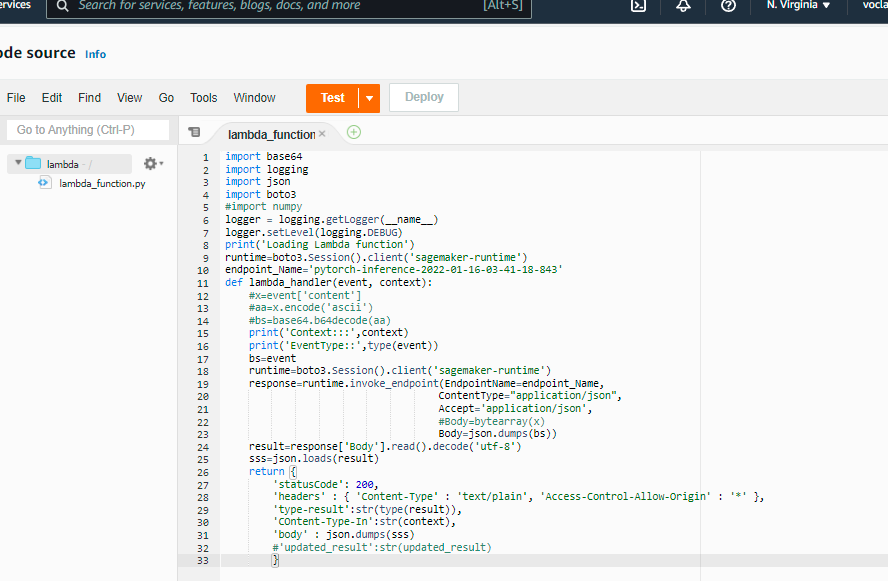 ervices
Search for services, features, blogs, docs, and more
[Alt+S]
N. Virginia ▼
vocla
ode source
Info
File Edit Find View Go Tools Window
Test
Deploy
Go to Anything (Ctrl-P)
lambda_function
lambda - /
lambda_function.py
1 import base64
2 import logging
3 import json
4 import boto3
5 #import numpy
6 logger = logging.getLogger(__name__)
7 logger.setLevel(logging.DEBUG)
8 print('Loading Lambda function')
9 runtime=boto3.Session().client('sagemaker-runtime')
10 endpoint_Name='pytorch-inference-2022-01-16-03-41-18-843'
11 def lambda_handler(event, context):
12     #x=event['content']
13     #aa=x.encode('ascii')
14     #bs=base64.b64decode(aa)
15     print('Context:::',context)
16     print('EventType::',type(event))
17     bs=event
18     runtime=boto3.Session().client('sagemaker-runtime')
19     response=runtime.invoke_endpoint(EndpointName=endpoint_Name,
20                                     ContentType="application/json",
21                                     Accept='application/json',
22                                     #Body=bytearray(x)
23                                     Body=json.dumps(bs))
24     result=response['Body'].read().decode('utf-8')
25     sss=json.loads(result)
26     return {
27         'statusCode': 200,
28         'headers' : { 'Content-Type' : 'text/plain', 'Access-Control-Allow-Origin' : '*' },
29         'type-result':str(type(result)),
30         'COntent-Type-In':str(context),
31         'body' : json.dumps(sss)
32         #'updated_result':str(updated_result)
33         }